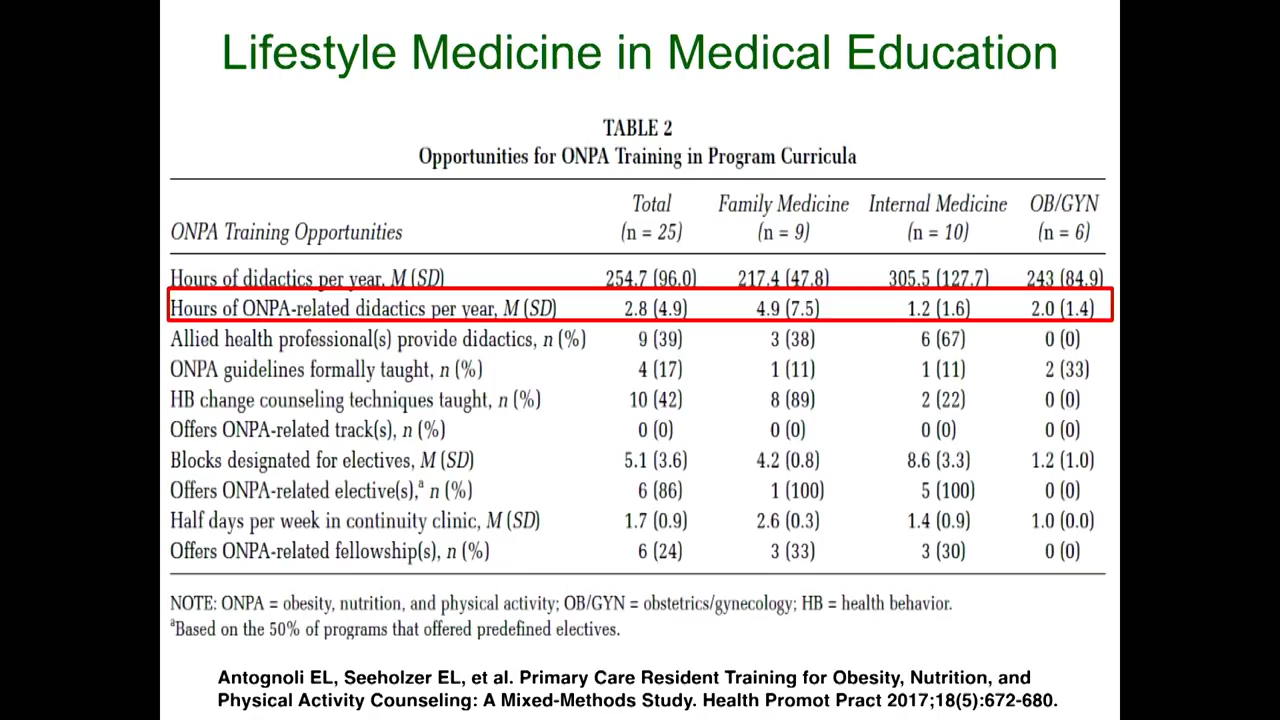 Lifestyle Medicine in Medical Education
TABLE 2
Opportunities for ONPA Training in Program Curricula
ONPA Training Opportunities Total (n = 25) Family Medicine (n = 9) Internal Medicine (n = 10) OB/GYN (n = 6)
Hours of didactics per year, M (SD) 254.7 (96.0) 217.4 (47.8) 305.5 (127.7) 243 (84.9)
Hours of ONPA-related didactics per year, M (SD) 2.8 (4.9) 4.9 (7.5) 1.2 (1.6) 2.0 (1.4)
Allied health professional(s) provide didactics, n (%) 9 (39) 3 (38) 6 (67) 0 (0)
ONPA guidelines formally taught, n (%) 4 (17) 1 (11) 1 (11) 2 (33)
HB change counseling techniques taught, n (%) 10 (42) 8 (89) 2 (22) 0 (0)
Offers ONPA-related track(s), n (%) 0 (0) 0 (0) 0 (0) 0 (0)
Blocks designated for electives, M (SD) 5.1 (3.6) 4.2 (0.8) 8.6 (3.3) 1.2 (1.0)
Offers ONPA-related elective(s),a n (%) 6 (86) 1 (100) 5 (100) 0 (0)
Half days per week in continuity clinic, M (SD) 1.7 (0.9) 2.6 (0.3) 1.4 (0.9) 1.0 (0.0)
Offers ONPA-related fellowship(s), n (%) 6 (24) 3 (33) 3 (30) 0 (0)
NOTE: ONPA = obesity, nutrition, and physical activity; OB/GYN = obstetrics/gynecology; HB = health behavior.
aBased on the 50% of programs that offered predefined electives.
Antognoli EL, Seeholzer EL, et al. Primary Care Resident Training for Obesity, Nutrition, and
Physical Activity Counseling: A Mixed-Methods Study. Health Promot Pract 2017;18(5):672-680.